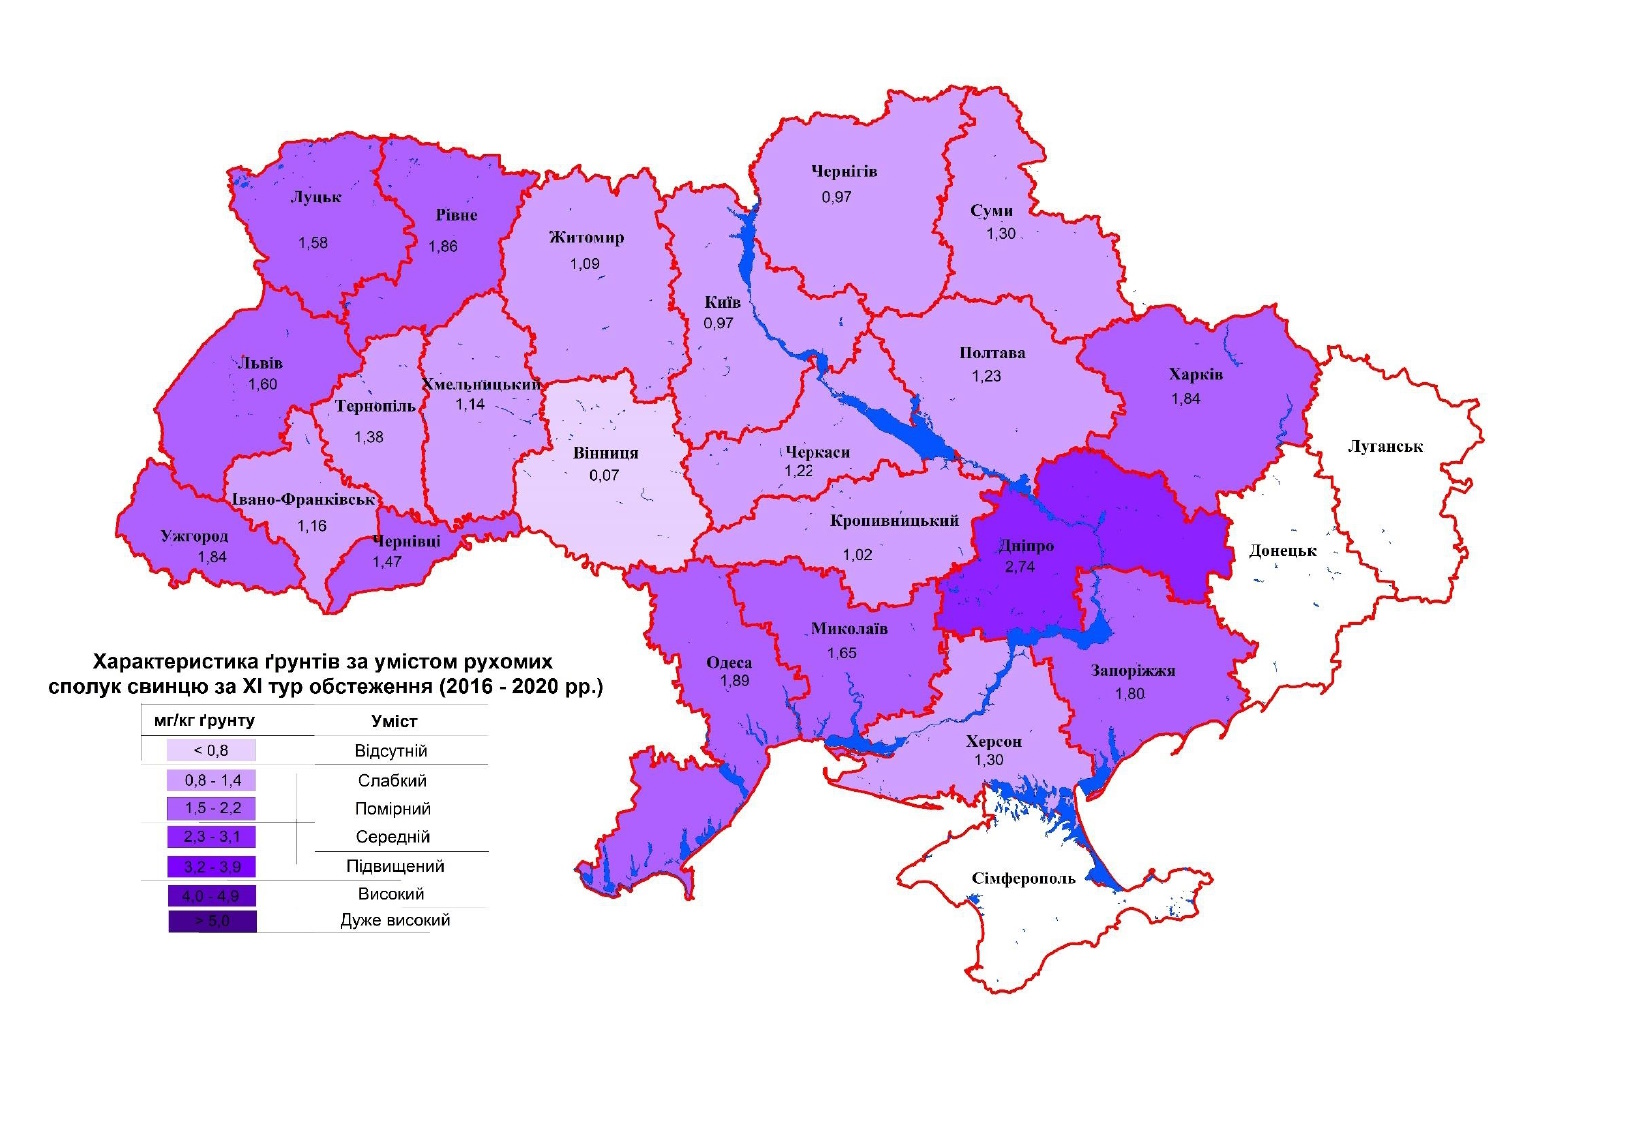 Чернігів
0,97
Суми
1,30
Луцьк
1,58
Рівне
1,86
Житомир
1,09
Київ
0,97
Полтава
1,23
Харків
1,84
Львів
1,60
Хмельницький
1,14
Тернопіль
1,38
Вінниця
0,07
Черкаси
1,22
Луганськ
Івано-Франківськ
1,16
Ужгород
1,84
Чернівці
1,47
Кропивницький
1,02
Дніпро
2,74
Донецьк
Миколаїв
1,65
Одеса
1,89
Запоріжжя
1,80
Херсон
1,30
Сімферополь
Характеристика ґрунтів за умістом рухомих
сполук свинцю за XI тур обстеження (2016 - 2020 рр.)
мг/кг ґрунту Уміст
< 0,8 Відсутній
0,8 - 1,4 Слабкий
1,5 - 2,2 Помірний
2,3 - 3,1 Середній
3,2 - 3,9 Підвищений
4,0 - 4,9 Високий
> 5,0 Дуже високий